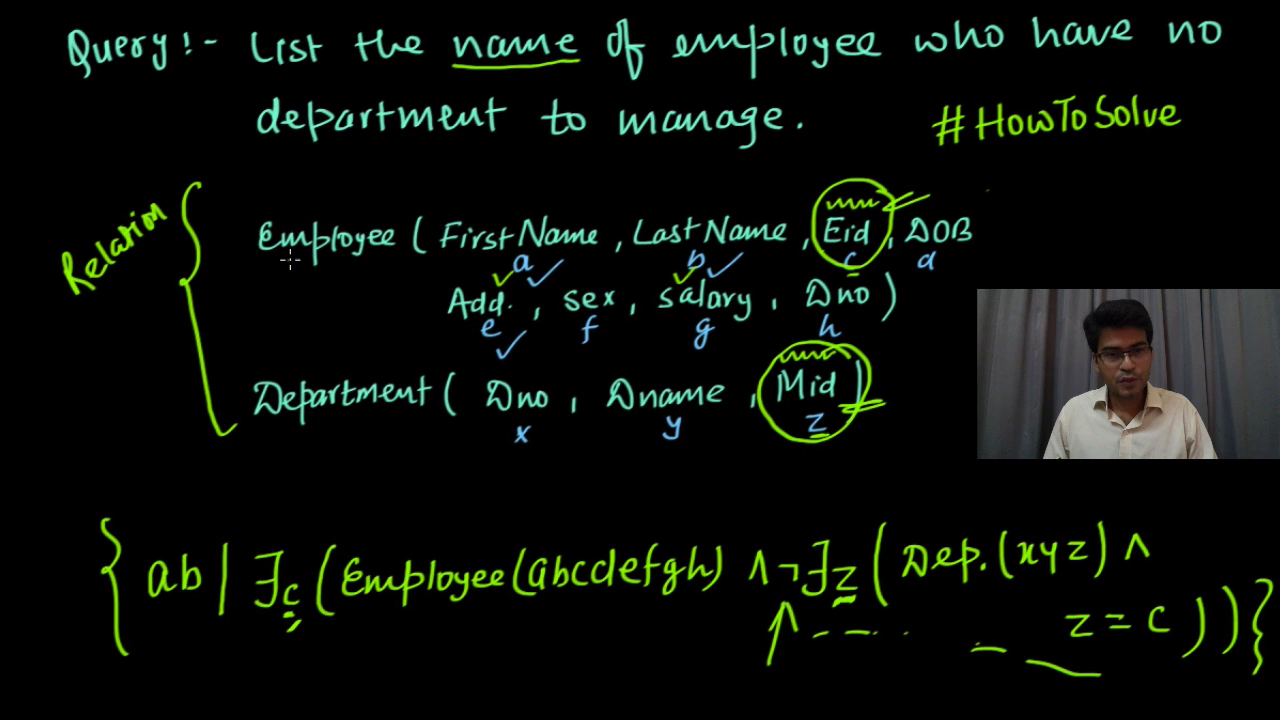 Query :- List the name of employee who have no
department to manage.
#HowToSolve
Relation
Employee ( FirstName , LastName , Eid , DOB
a b c d
Add. , sex , salary , Dno )
e f g h
Department ( Dno , Dname , Mid )
x y z
{ ab | ∃c ( Employee(abcdefgh) ∧ ¬∃z ( Dep.(xyz) ∧
z = c ) ) }